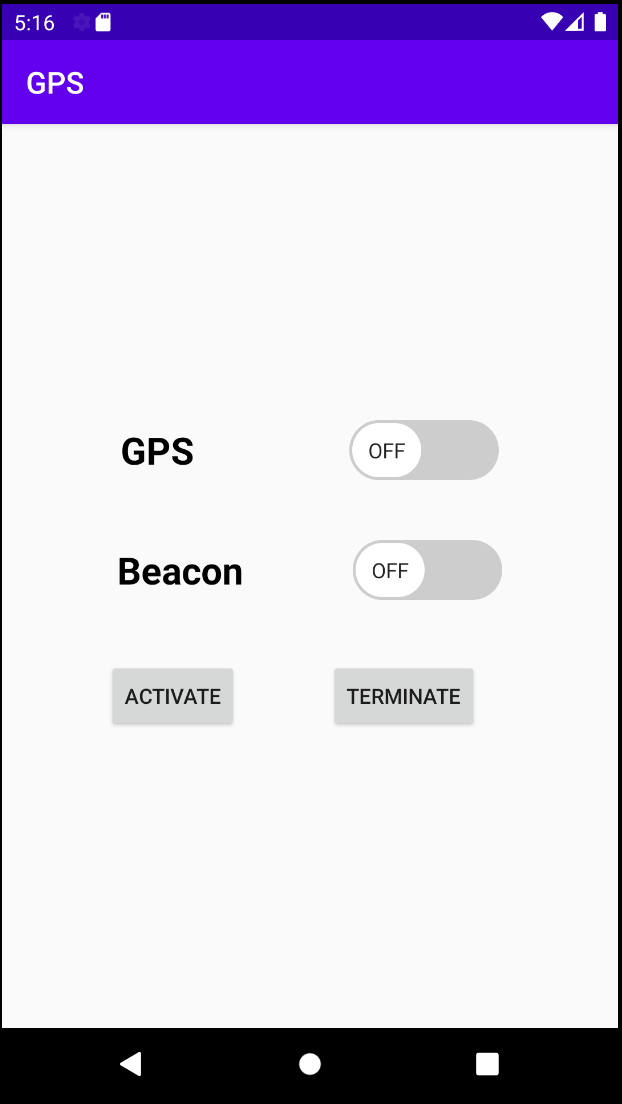 5:16
GPS
GPS OFF
Beacon OFF
ACTIVATE TERMINATE